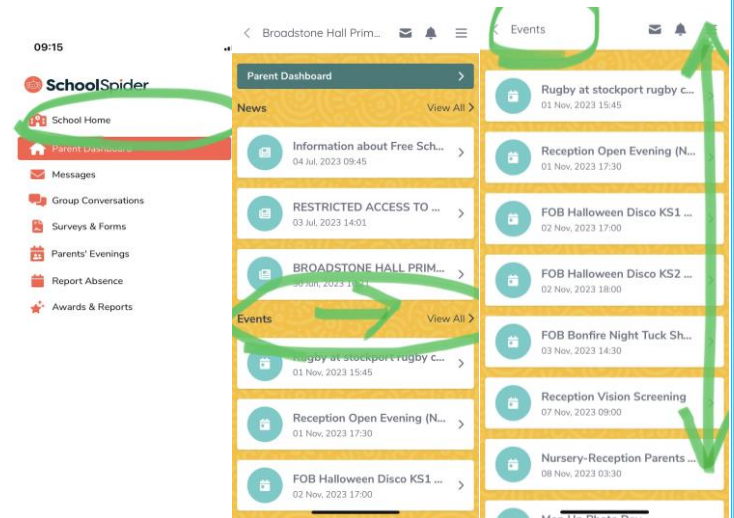 09:15
SchoolSpider
School Home
Parent Dashboard
Messages
Group Conversations
Surveys & Forms
Parents' Evenings
Report Absence
Awards & Reports
Broadstone Hall Prim...
Parent Dashboard
News
View All
Information about Free Sch...
04 Jul, 2023 09:45
RESTRICTED ACCESS TO ...
03 Jul, 2023 14:01
BROADSTONE HALL PRIM...
30 Jun, 2023
Events
View All
Rugby at stockport rugby c...
01 Nov, 2023 15:45
Reception Open Evening (N...
01 Nov, 2023 17:30
FOB Halloween Disco KS1 ...
02 Nov, 2023 17:00
Events
Rugby at stockport rugby c...
01 Nov, 2023 15:45
Reception Open Evening (N...
01 Nov, 2023 17:30
FOB Halloween Disco KS1 ...
02 Nov, 2023 17:00
FOB Halloween Disco KS2 ...
02 Nov, 2023 18:00
FOB Bonfire Night Tuck Sh...
03 Nov, 2023 14:30
Reception Vision Screening
07 Nov, 2023 09:00
Nursery-Reception Parents ...
08 Nov, 2023 03:30